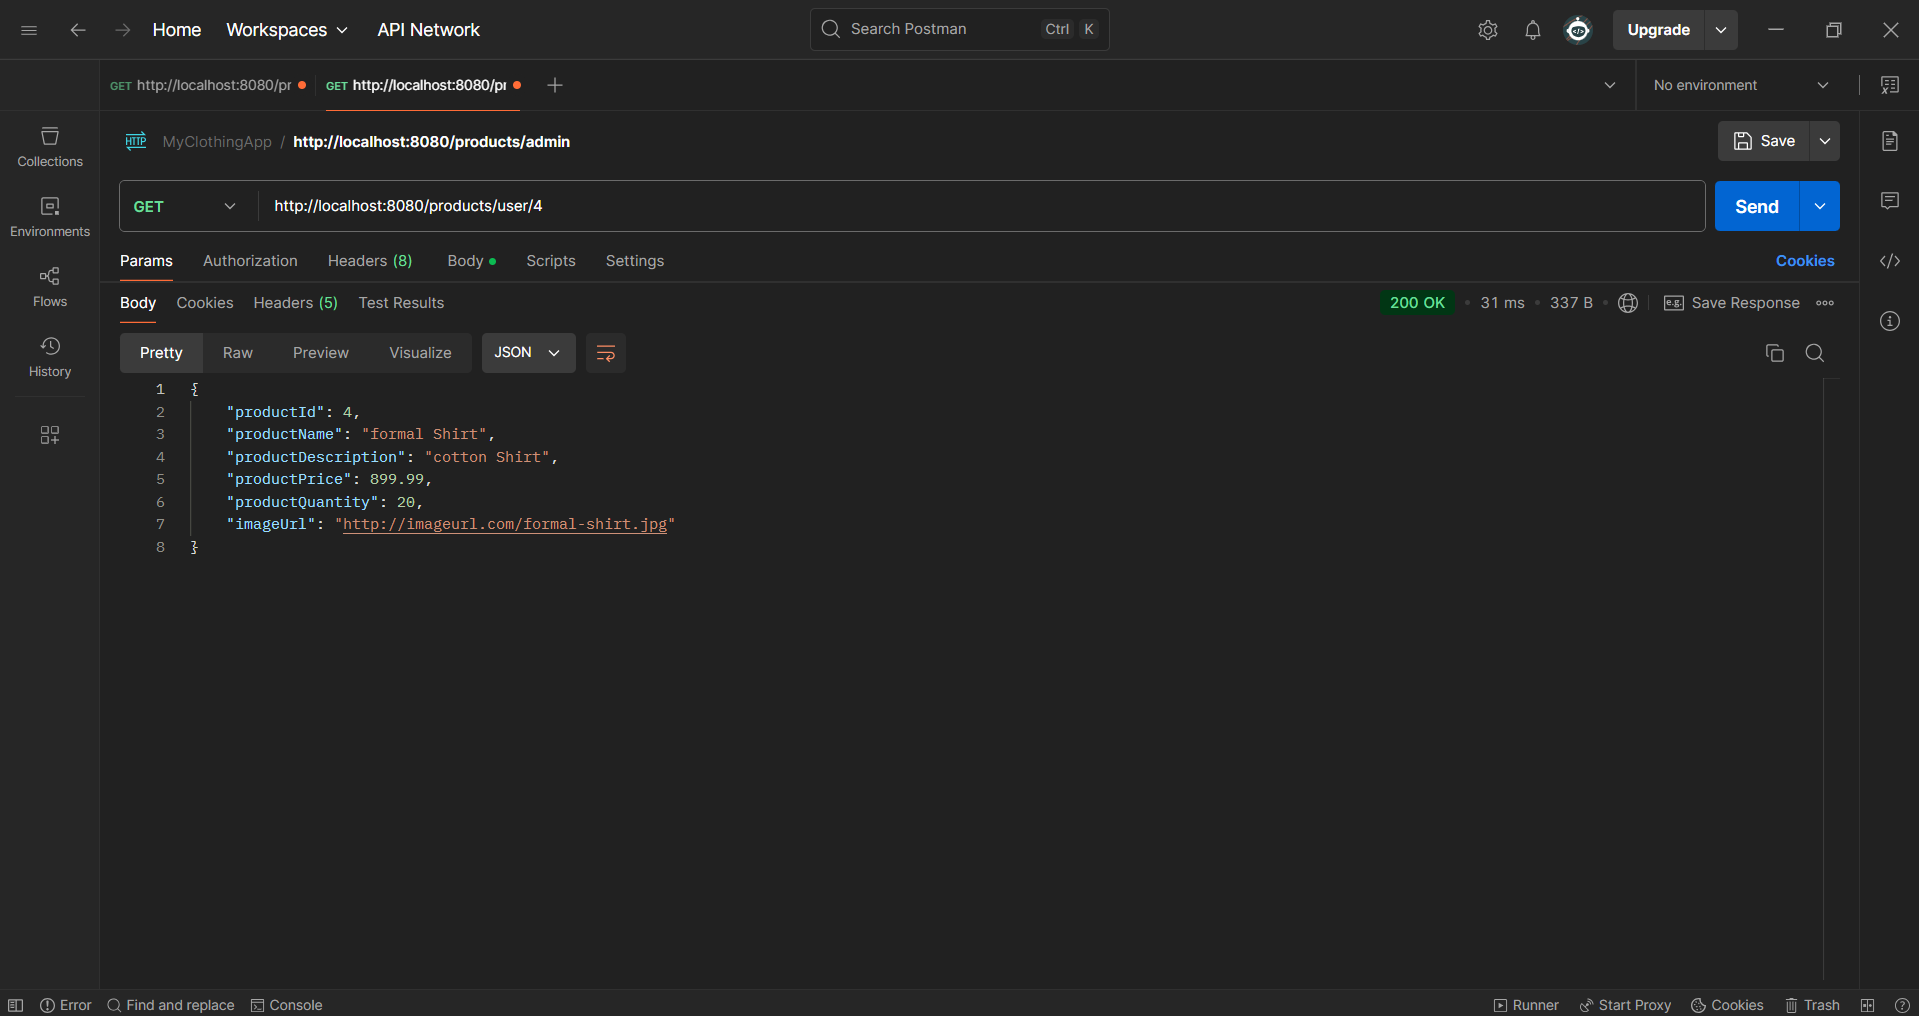 Home Workspaces API Network Search Postman Ctrl K Upgrade
GET http://localhost:8080/pr GET http://localhost:8080/pr No environment
HTTP MyClothingApp / http://localhost:8080/products/admin Save
Collections
GET http://localhost:8080/products/user/4 Send
Environments
Params Authorization Headers (8) Body Scripts Settings Cookies
Flows
Body Cookies Headers (5) Test Results 200 OK 31 ms 337 B e.g. Save Response
Pretty Raw Preview Visualize JSON
History
1 {
2 "productId": 4,
3 "productName": "formal Shirt",
4 "productDescription": "cotton Shirt",
5 "productPrice": 899.99,
6 "productQuantity": 20,
7 "imageUrl": "http://imageurl.com/formal-shirt.jpg"
8 }
Error Find and replace Console Runner Start Proxy Cookies Trash